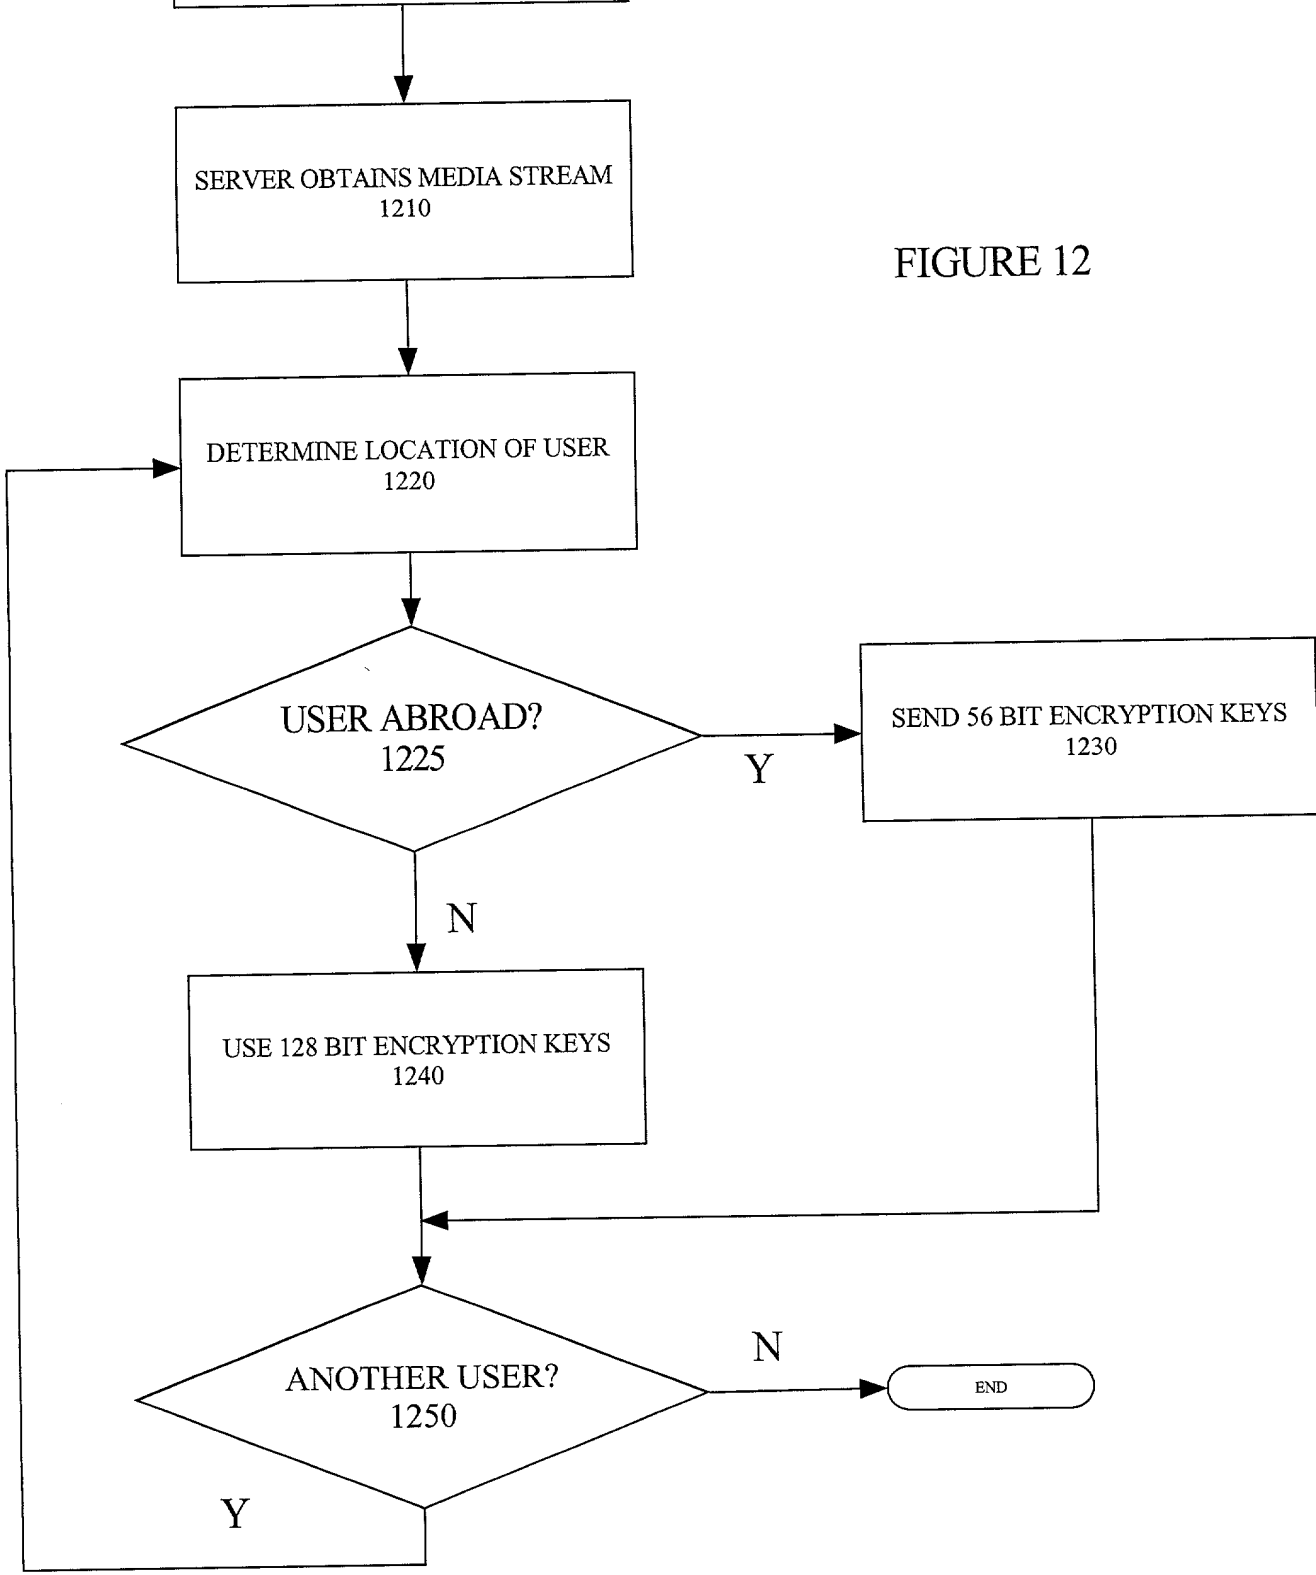 SERVER OBTAINS MEDIA STREAM
1210
FIGURE 12
DETERMINE LOCATION OF USER
1220
USER ABROAD?
1225
Y
SEND 56 BIT ENCRYPTION KEYS
1230
N
USE 128 BIT ENCRYPTION KEYS
1240
ANOTHER USER?
1250
N
END
Y